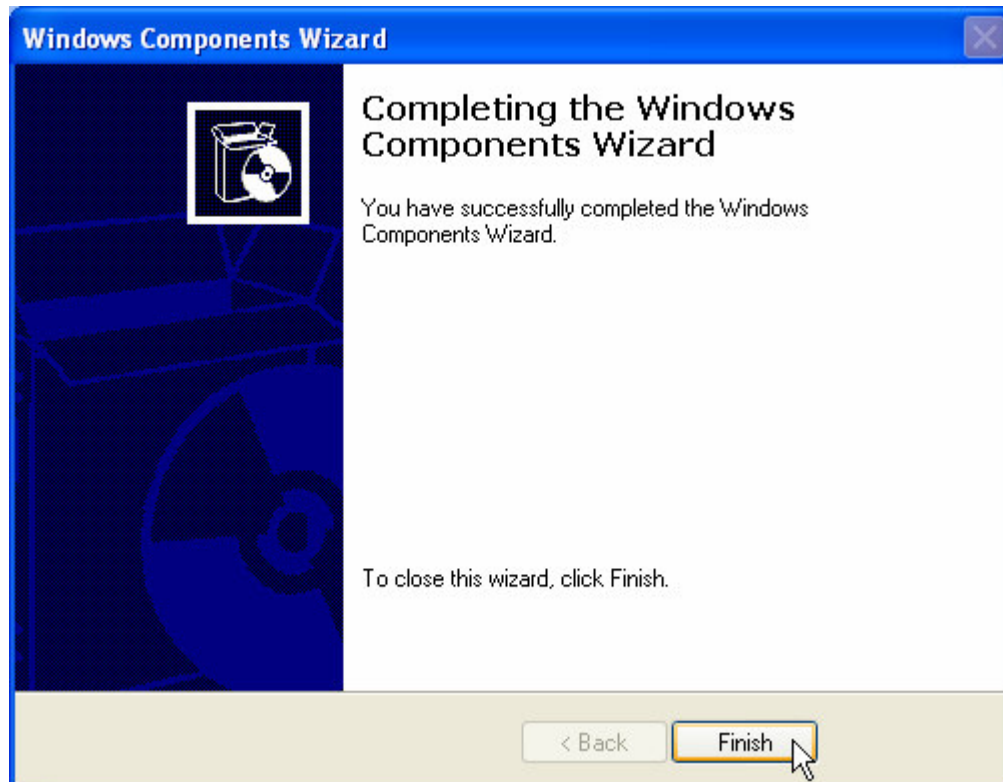 Windows Components Wizard
Completing the Windows
Components Wizard
You have successfully completed the Windows
Components Wizard.
To close this wizard, click Finish.
< Back
Finish